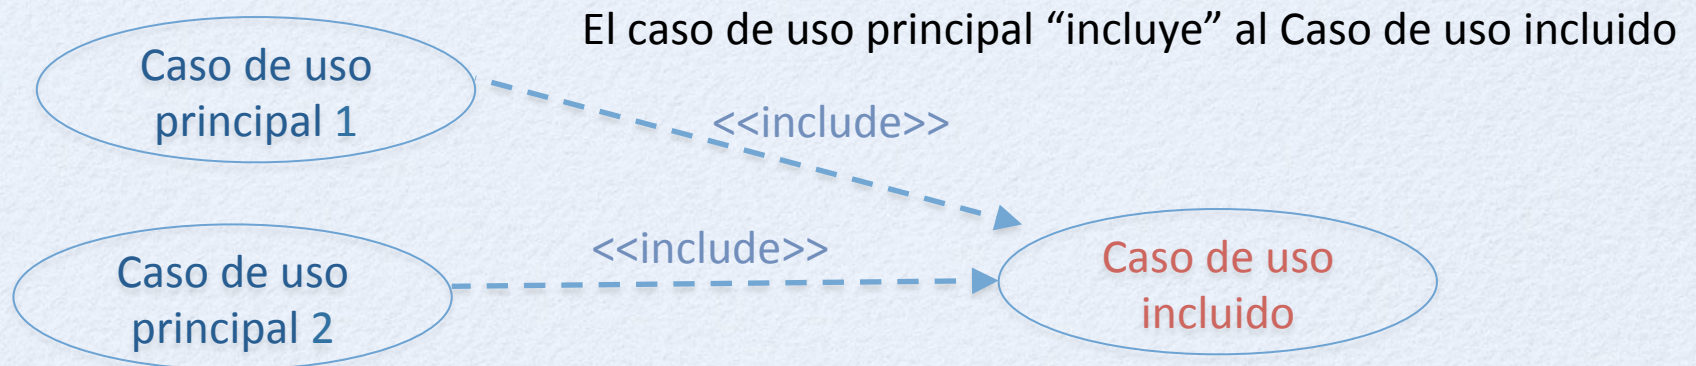 El caso de uso principal “incluye” al Caso de uso incluido
Caso de uso
principal 1
<<include>>
<<include>>
Caso de uso
principal 2
Caso de uso
incluido